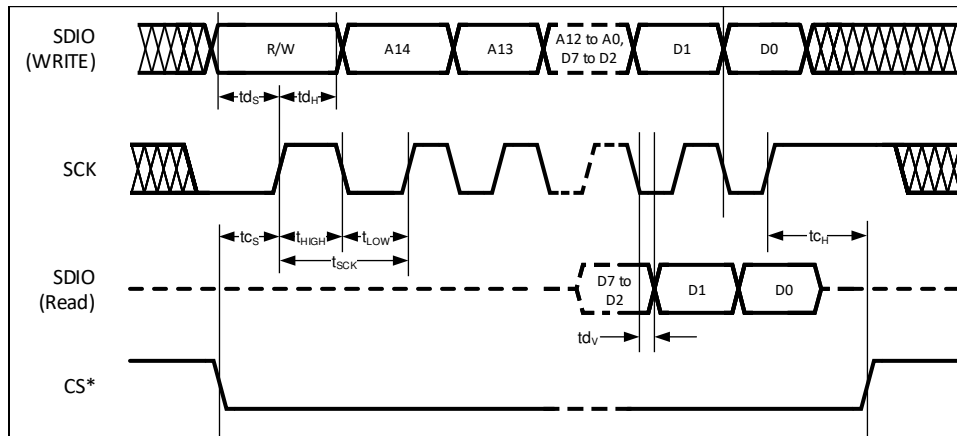 SDIO
(WRITE)
R/W
A14
A13
A12 to A0,
D7 to D2
D1
D0
tdS
tdH
SCK
tcS
tHIGH
tLOW
tSCK
tcH
SDIO
(Read)
D7 to
D2
D1
D0
tdV
CS*